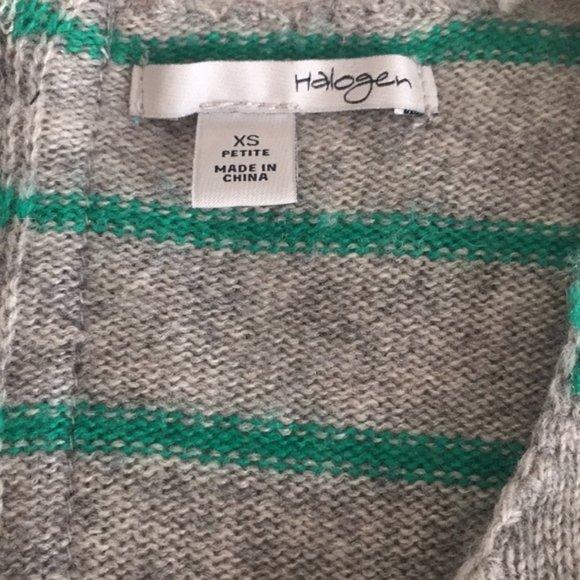 Halogen
XS
PETITE
MADE IN
CHINA